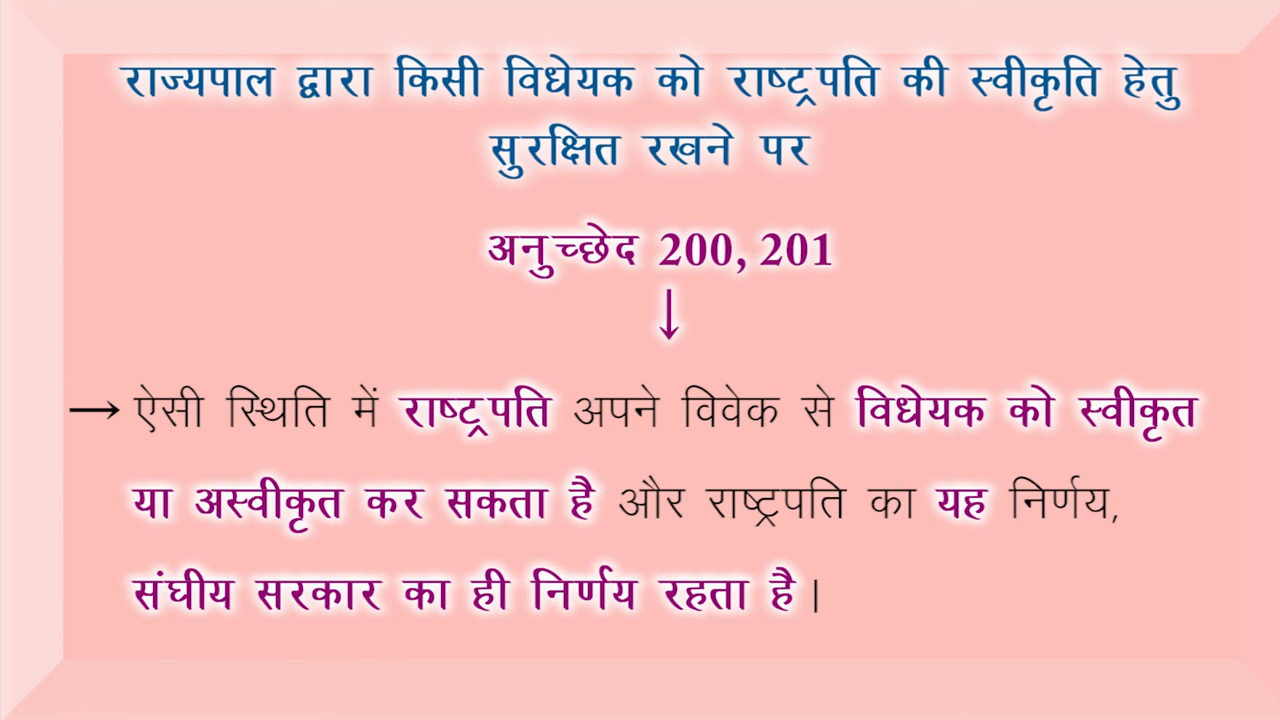 राज्यपाल द्वारा किसी विधेयक को राष्ट्रपति की स्वीकृति हेतु
सुरक्षित रखने पर
अनुच्छेद 200, 201
↓
→ ऐसी स्थिति में राष्ट्रपति अपने विवेक से विधेयक को स्वीकृत
या अस्वीकृत कर सकता है और राष्ट्रपति का यह निर्णय,
संघीय सरकार का ही निर्णय रहता है।